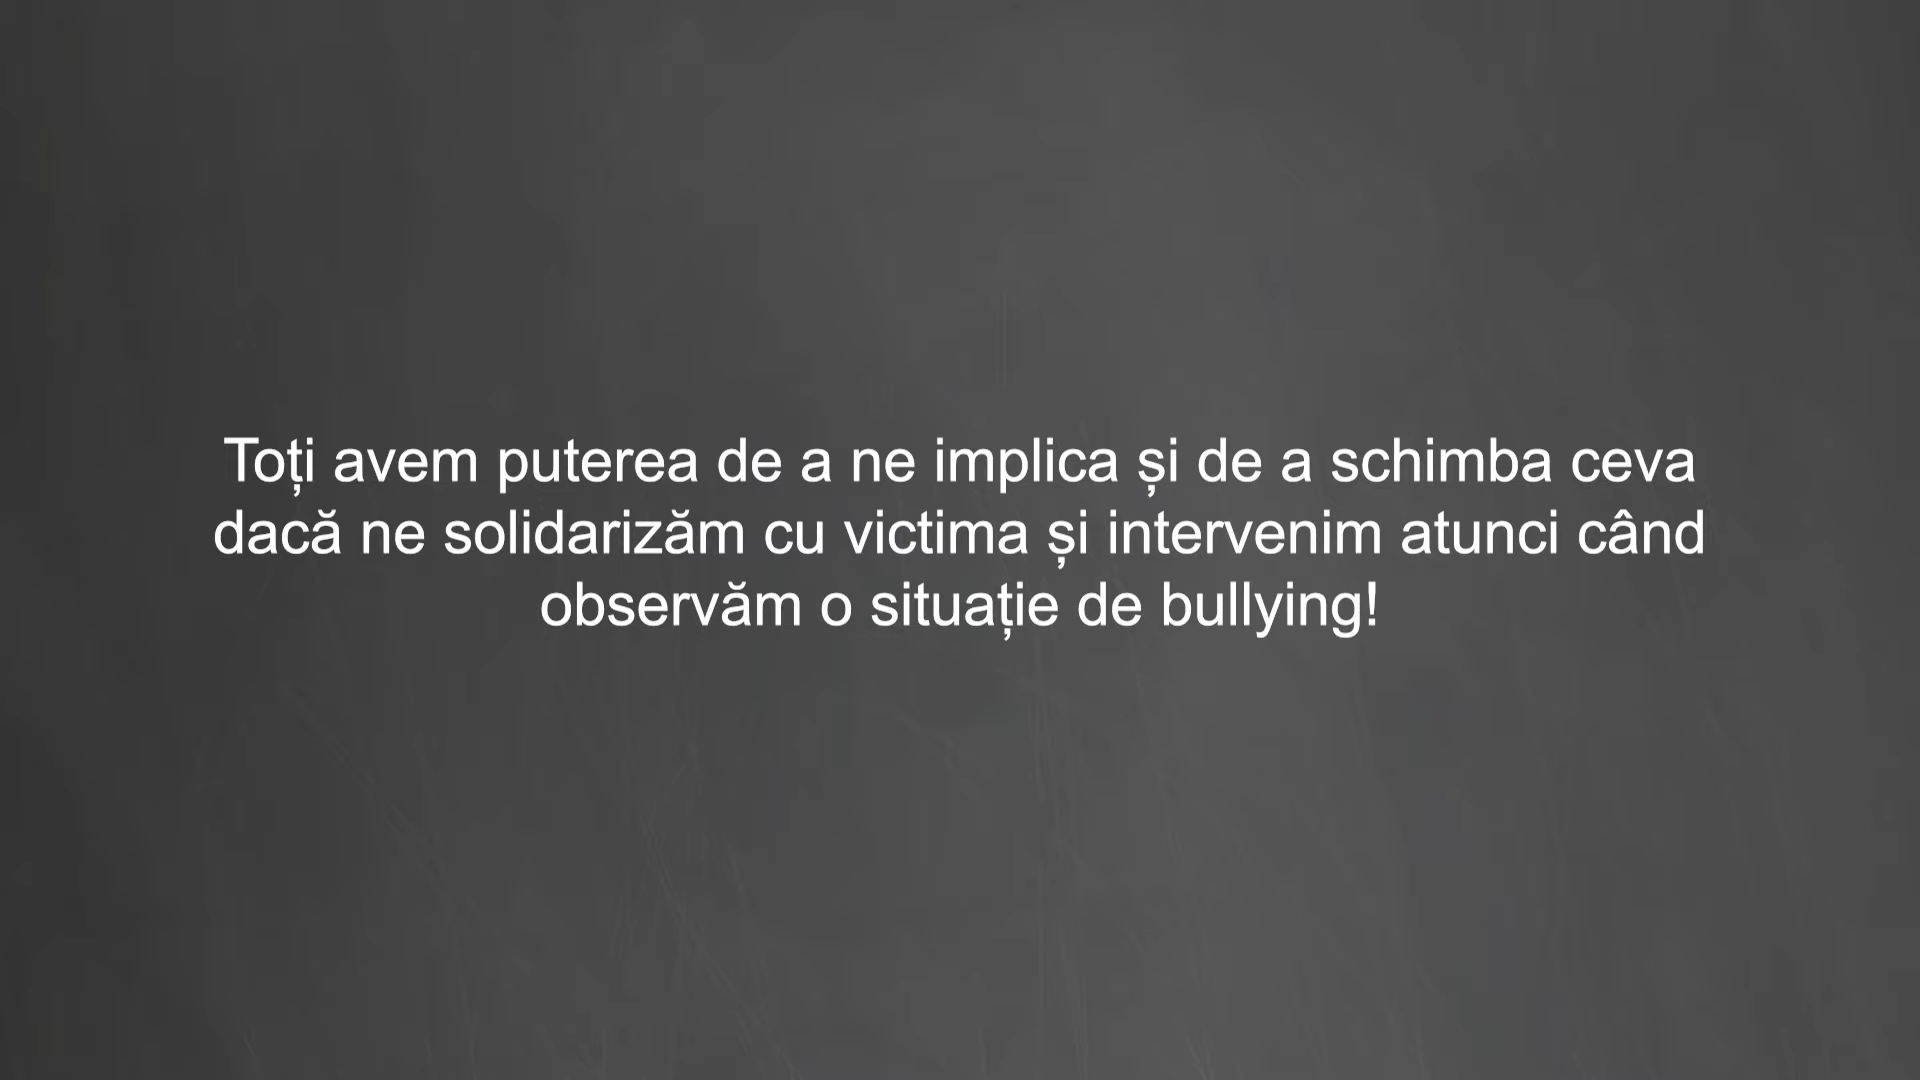 Toți avem puterea de a ne implica și de a schimba ceva
dacă ne solidarizăm cu victima și intervenim atunci când
observăm o situație de bullying!